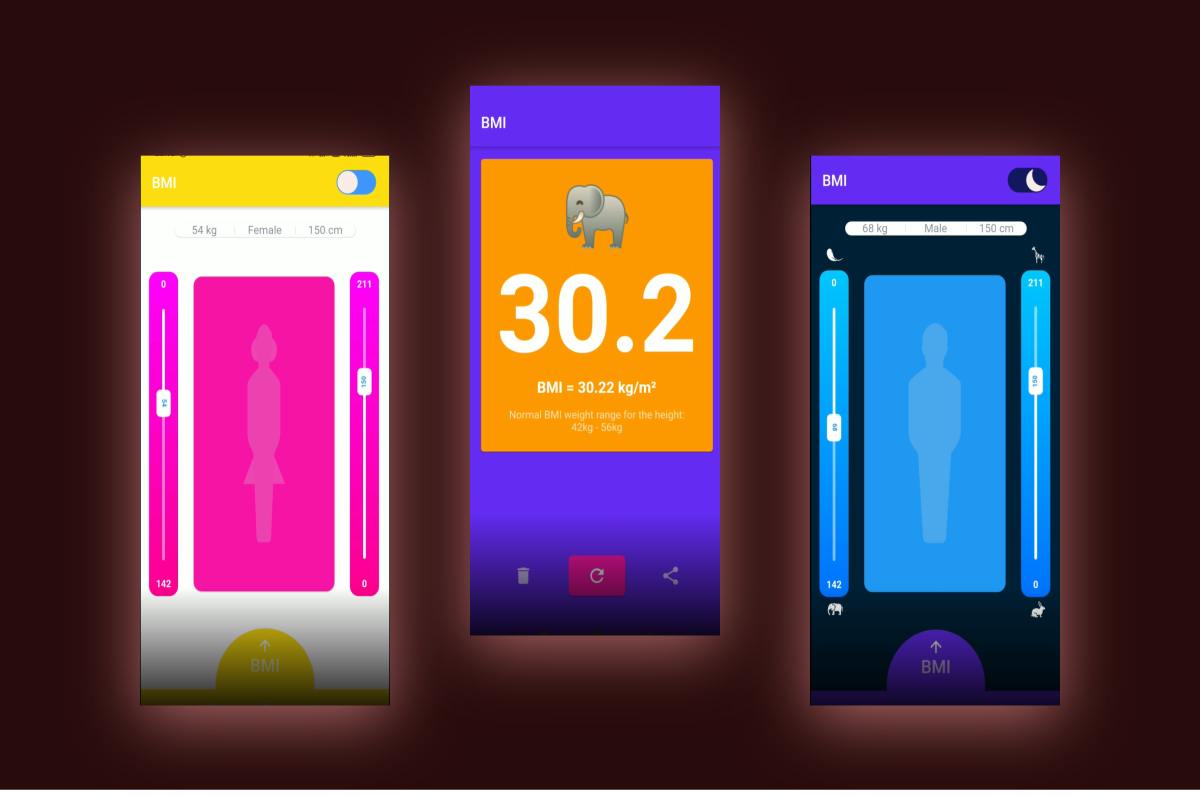 BMI
54 kg Female 150 cm
0 211
54
150
142 0
BMI
BMI
30.2
BMI = 30.22 kg/m²
Normal BMI weight range for the height:
42kg - 56kg
BMI
68 kg Male 150 cm
0 211
68
150
142 0
BMI